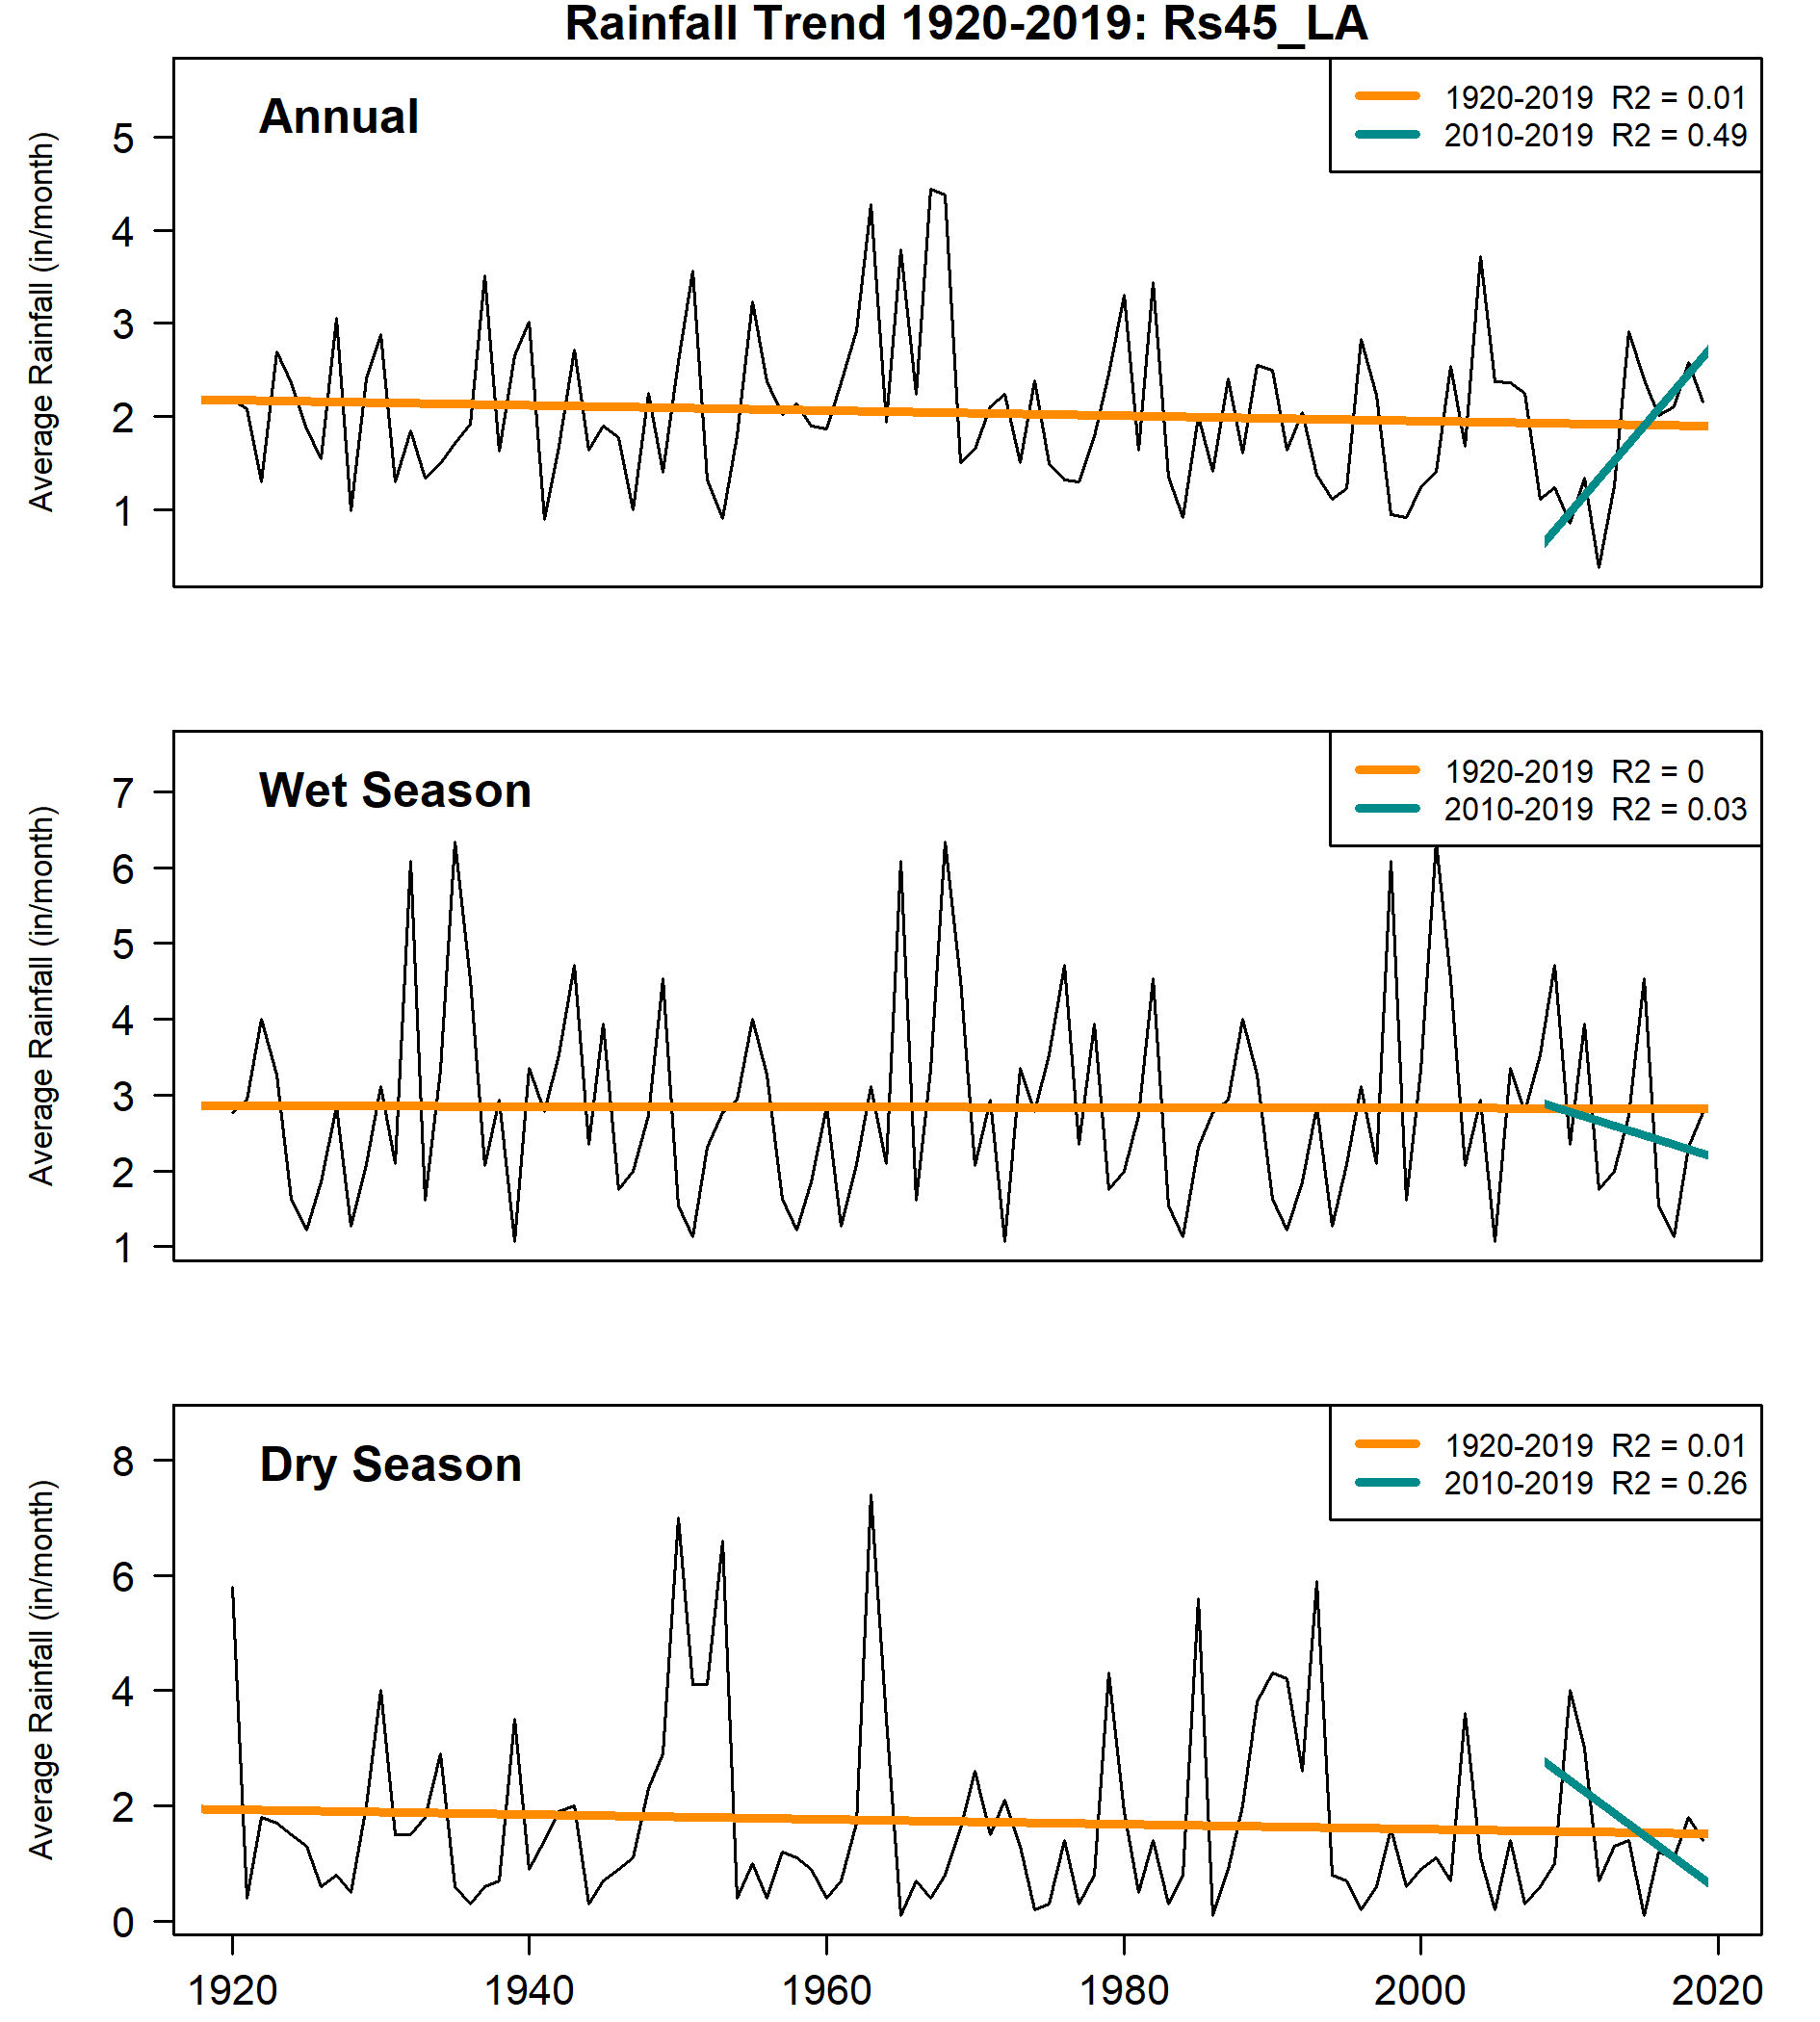 Rainfall Trend 1920-2019: Rs45_LA
Annual
1920-2019 R2 = 0.01
2010-2019 R2 = 0.49
Average Rainfall (in/month)
5
4
3
2
1
Wet Season
1920-2019 R2 = 0
2010-2019 R2 = 0.03
Average Rainfall (in/month)
7
6
5
4
3
2
1
Dry Season
1920-2019 R2 = 0.01
2010-2019 R2 = 0.26
Average Rainfall (in/month)
8
6
4
2
0
1920 1940 1960 1980 2000 2020